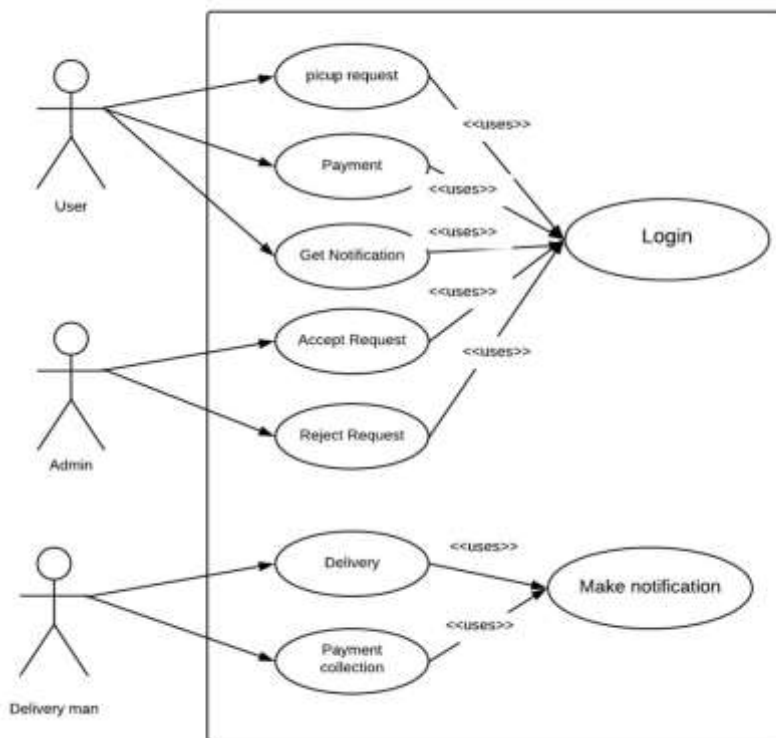 picup request
<<uses>>
Payment
<<uses>>
User
<<uses>>
Login
Get Notification
<<uses>>
Accept Request
<<uses>>
Reject Request
Admin
<<uses>>
Delivery
Make notification
<<uses>>
Payment
collection
Delivery man